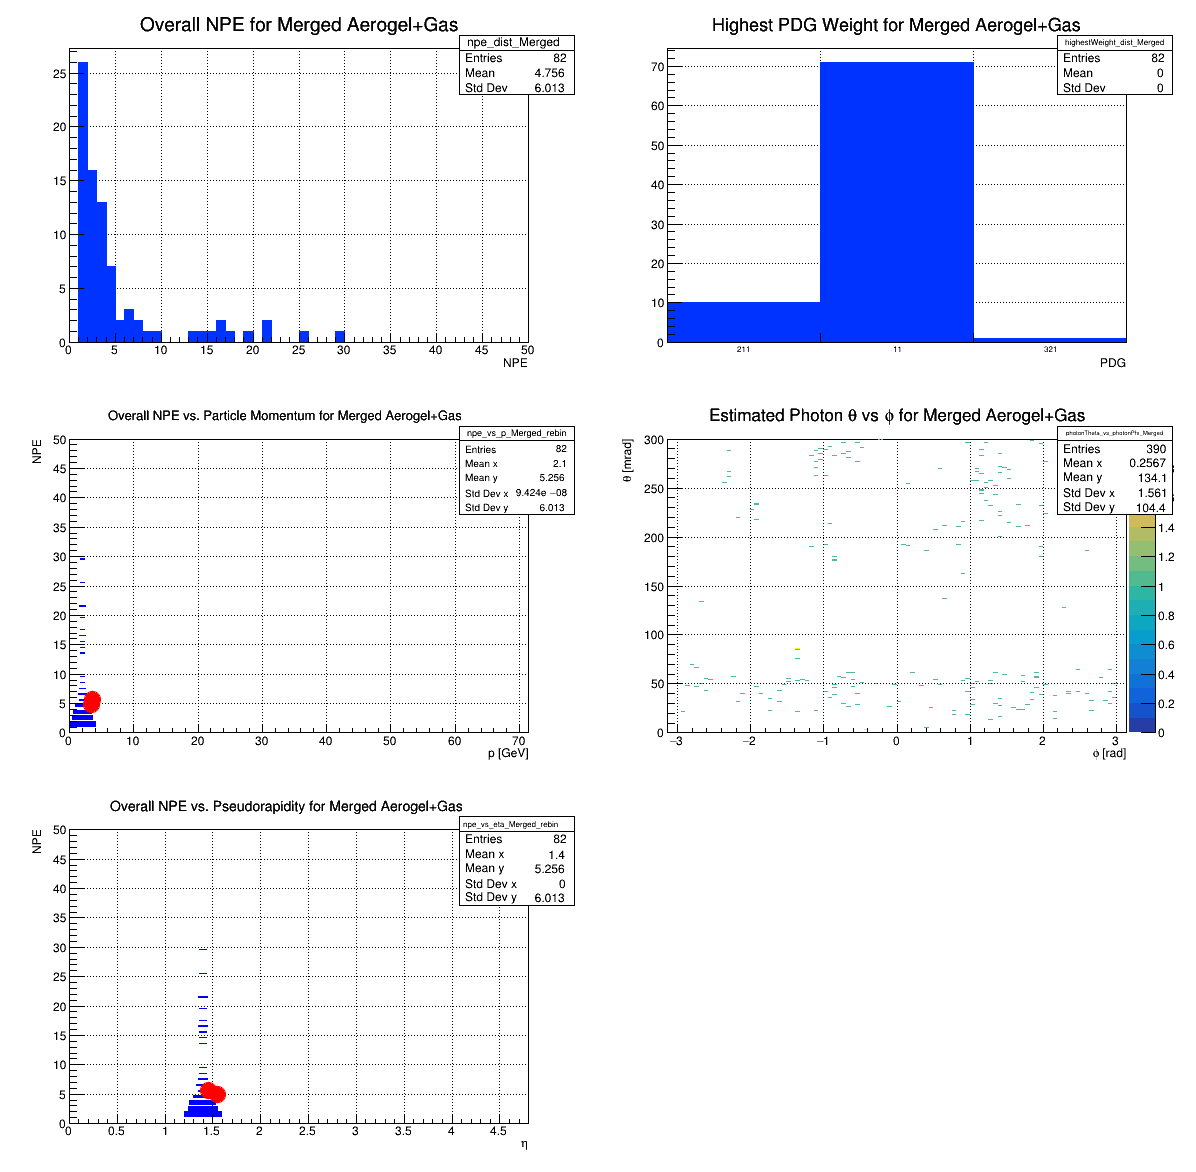 Overall NPE for Merged Aerogel+Gas
npe_dist_Merged
Entries 82
Mean 4.756
Std Dev 6.013
25
20
15
10
5
0
0 5 10 15 20 25 30 35 40 45 50
NPE
Highest PDG Weight for Merged Aerogel+Gas
highestWeight_dist_Merged
Entries 82
Mean 0
Std Dev 0
70
60
50
40
30
20
10
0
211 11 321
PDG
Overall NPE vs. Particle Momentum for Merged Aerogel+Gas
npe_vs_p_Merged_rebin
Entries 82
Mean x 2.1
Mean y 5.256
Std Dev x 9.424e −08
Std Dev y 6.013
NPE
50
45
40
35
30
25
20
15
10
5
0
0 10 20 30 40 50 60 70
p [GeV]
Estimated Photon θ vs ϕ for Merged Aerogel+Gas
photonTheta_vs_photonPhi_Merged
Entries 390
Mean x 0.2567
Mean y 134.1
Std Dev x 1.561
Std Dev y 104.4
θ [mrad]
300
250
200
150
100
50
0
−3 −2 −1 0 1 2 3
ϕ [rad]
1.4
1.2
1
0.8
0.6
0.4
0.2
0
Overall NPE vs. Pseudorapidity for Merged Aerogel+Gas
npe_vs_eta_Merged_rebin
Entries 82
Mean x 1.4
Mean y 5.256
Std Dev x 0
Std Dev y 6.013
NPE
50
45
40
35
30
25
20
15
10
5
0
0 0.5 1 1.5 2 2.5 3 3.5 4 4.5
η